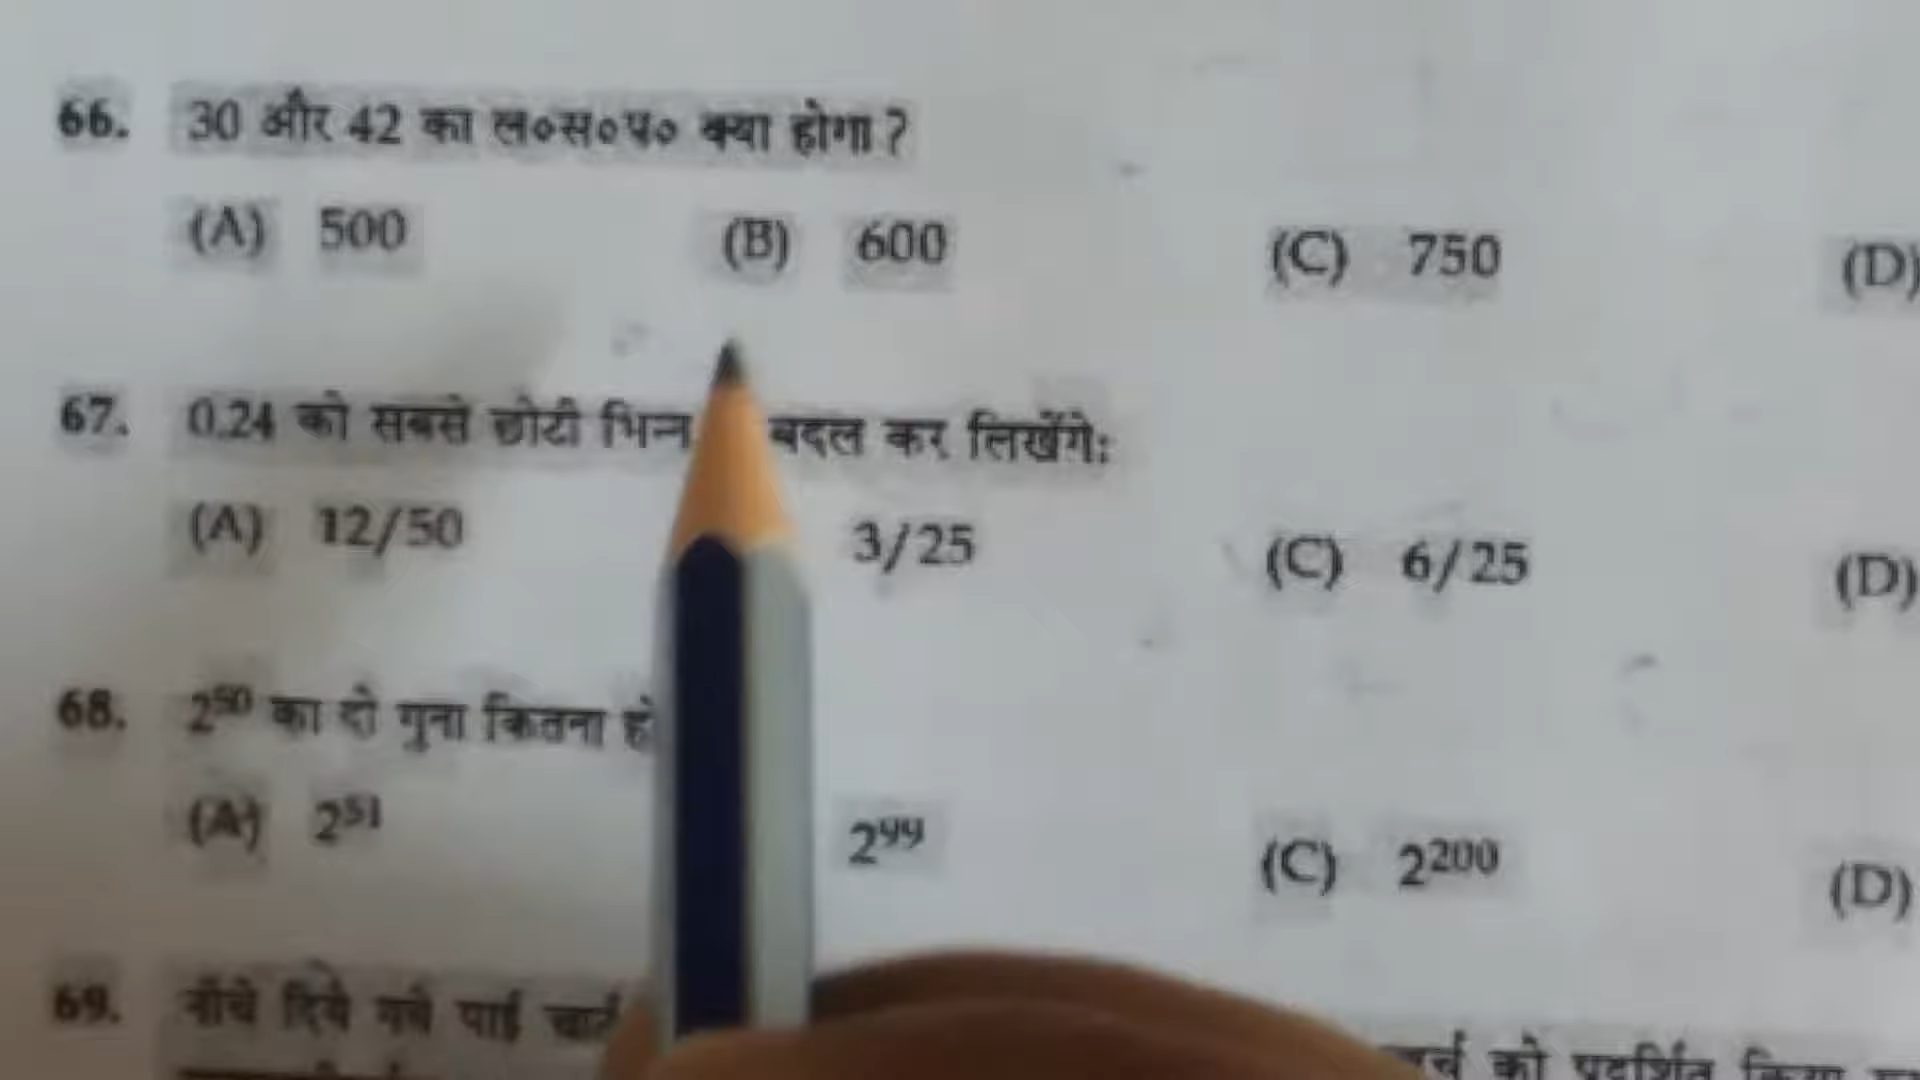 66. 30 और 42 का ल०स०प० क्या होगा ?
(A) 500 (B) 600 (C) 750 (D)
67. 0.24 को सबसे छोटी भिन्न बदल कर लिखेंगे:
(A) 12/50 3/25 (C) 6/25 (D)
68. 2⁵⁰ का दो गुना कितना
(A) 2⁵¹ 2⁹⁹ (C) 2²⁰⁰ (D)
69. नीचे दिये गये पाई को प्रदर्शित किया